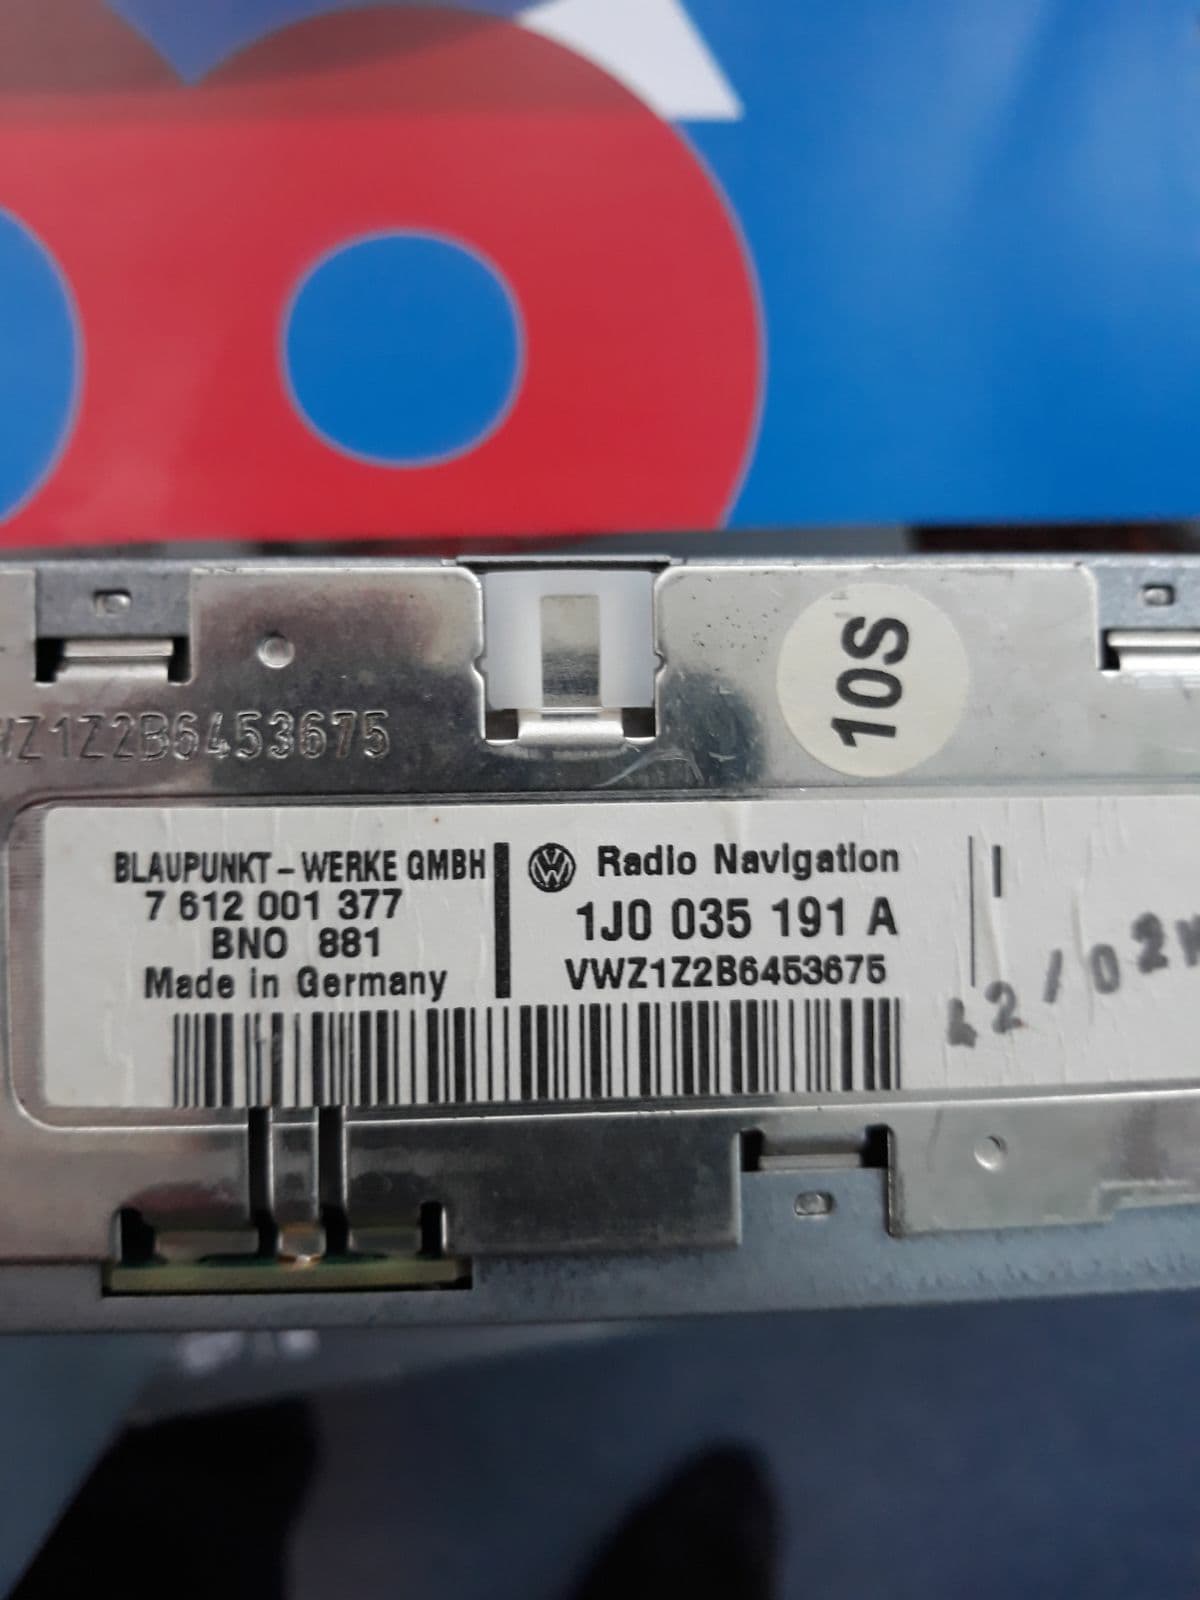 10S
WZ1Z2B6453675
BLAUPUNKT - WERKE GMBH
7 612 001 377
BNO 881
Made in Germany
Radio Navigation
1J0 035 191 A
VWZ1Z2B6453675
42/02